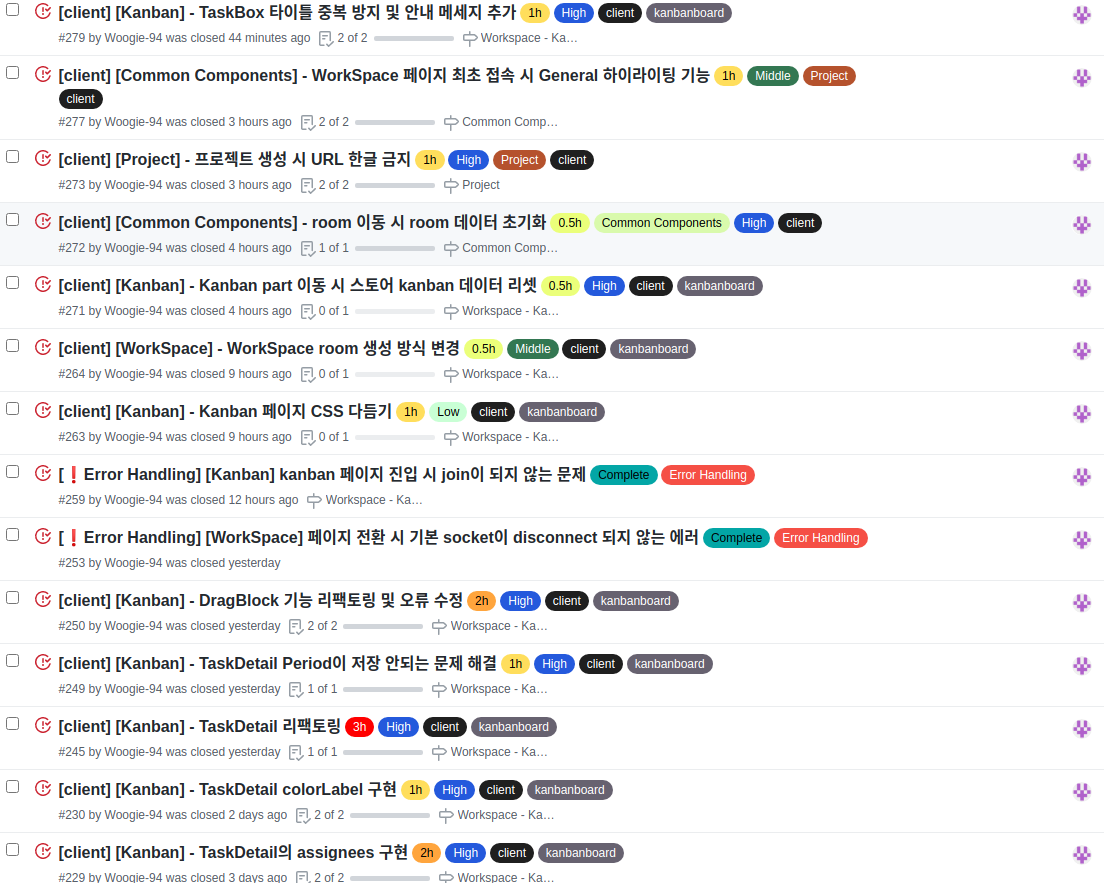 [client] [Kanban] - TaskBox 타이틀 중복 방지 및 안내 메세지 추가 1h High client kanbanboard
#279 by Woogie-94 was closed 44 minutes ago 2 of 2 Workspace - Ka…
[client] [Common Components] - WorkSpace 페이지 최초 접속 시 General 하이라이팅 기능 1h Middle Project
client
#277 by Woogie-94 was closed 3 hours ago 2 of 2 Common Comp…
[client] [Project] - 프로젝트 생성 시 URL 한글 금지 1h High Project client
#273 by Woogie-94 was closed 3 hours ago 2 of 2 Project
[client] [Common Components] - room 이동 시 room 데이터 초기화 0.5h Common Components High client
#272 by Woogie-94 was closed 4 hours ago 1 of 1 Common Comp…
[client] [Kanban] - Kanban part 이동 시 스토어 kanban 데이터 리셋 0.5h High client kanbanboard
#271 by Woogie-94 was closed 4 hours ago 0 of 1 Workspace - Ka…
[client] [WorkSpace] - WorkSpace room 생성 방식 변경 0.5h Middle client kanbanboard
#264 by Woogie-94 was closed 9 hours ago 0 of 1 Workspace - Ka…
[client] [Kanban] - Kanban 페이지 CSS 다듬기 1h Low client kanbanboard
#263 by Woogie-94 was closed 9 hours ago 0 of 1 Workspace - Ka…
[❗Error Handling] [Kanban] kanban 페이지 진입 시 join이 되지 않는 문제 Complete Error Handling
#259 by Woogie-94 was closed 12 hours ago Workspace - Ka…
[❗Error Handling] [WorkSpace] 페이지 전환 시 기본 socket이 disconnect 되지 않는 에러 Complete Error Handling
#253 by Woogie-94 was closed yesterday
[client] [Kanban] - DragBlock 기능 리팩토링 및 오류 수정 2h High client kanbanboard
#250 by Woogie-94 was closed yesterday 2 of 2 Workspace - Ka…
[client] [Kanban] - TaskDetail Period이 저장 안되는 문제 해결 1h High client kanbanboard
#249 by Woogie-94 was closed yesterday 1 of 1 Workspace - Ka…
[client] [Kanban] - TaskDetail 리팩토링 3h High client kanbanboard
#245 by Woogie-94 was closed yesterday 1 of 1 Workspace - Ka…
[client] [Kanban] - TaskDetail colorLabel 구현 1h High client kanbanboard
#230 by Woogie-94 was closed 2 days ago 2 of 2 Workspace - Ka…
[client] [Kanban] - TaskDetail의 assignees 구현 2h High client kanbanboard
#229 by Woogie-94 was closed 3 days ago 2 of 2 Workspace - Ka…